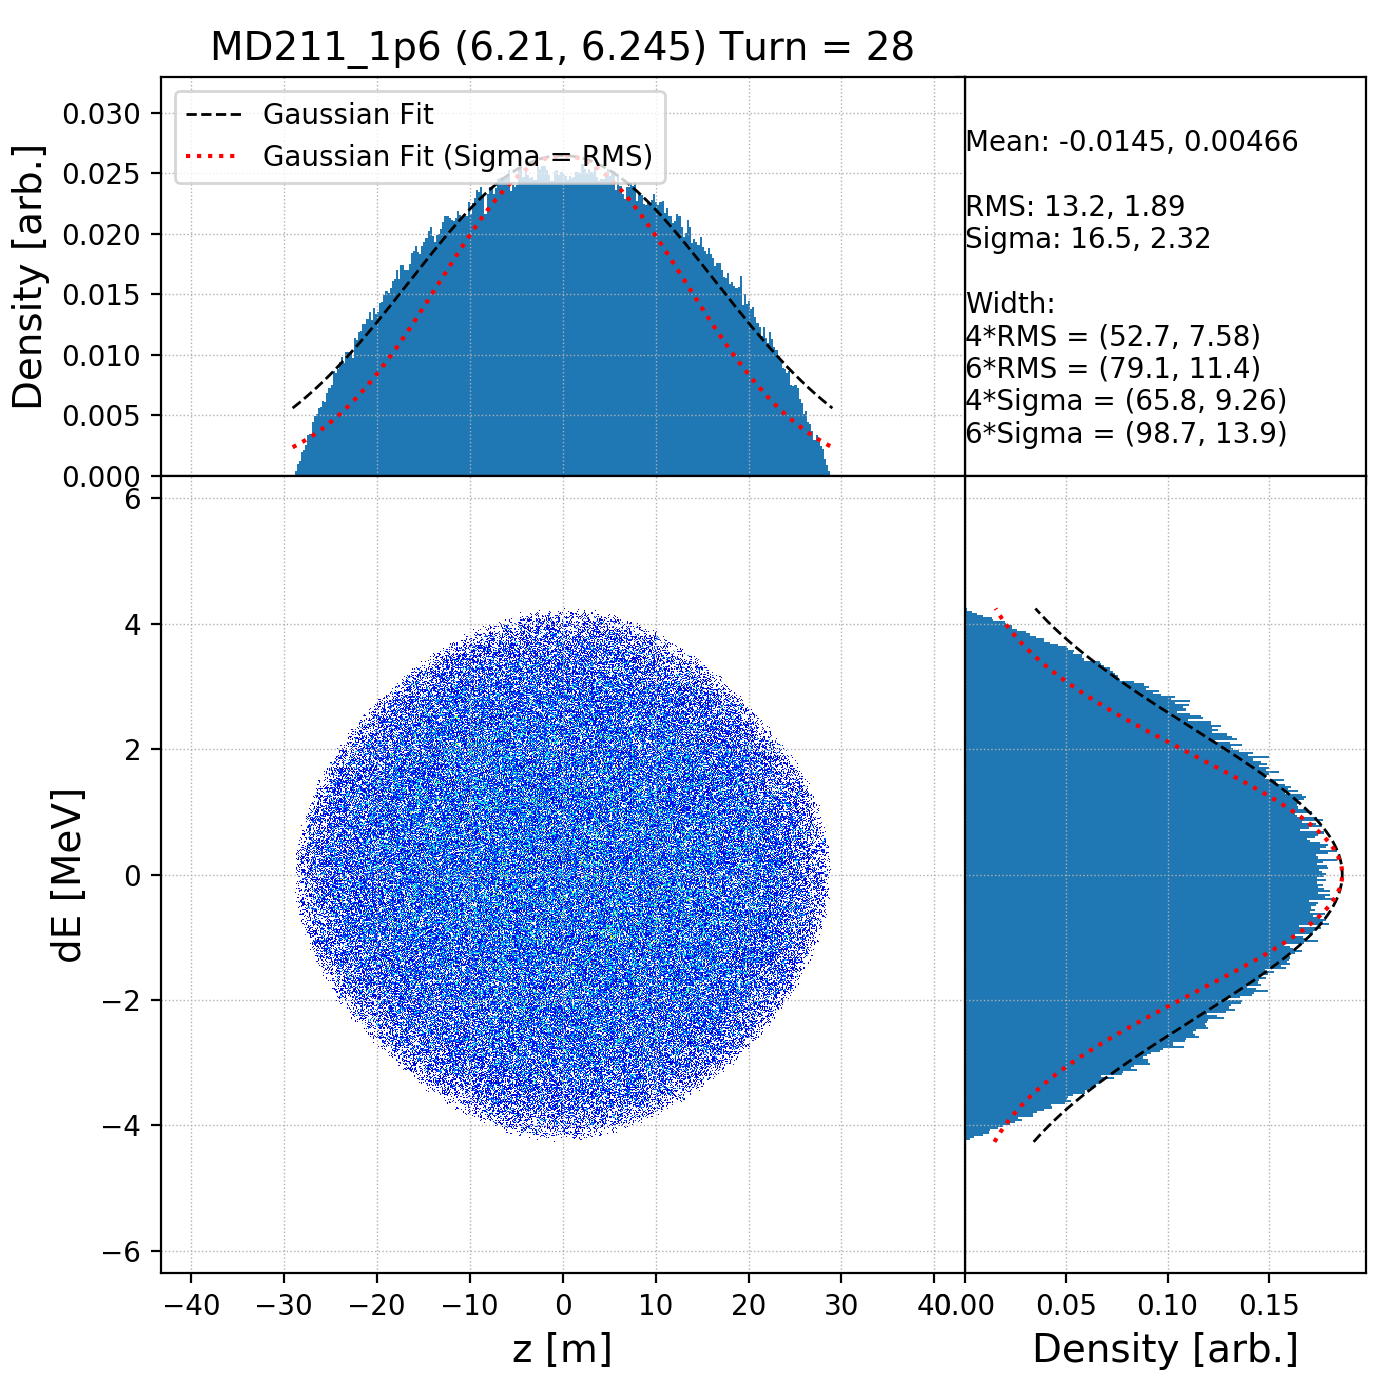 MD211_1p6 (6.21, 6.245) Turn = 28
Gaussian Fit
Gaussian Fit (Sigma = RMS)
Density [arb.]
0.030
0.025
0.020
0.015
0.010
0.005
0.000
Mean: -0.0145, 0.00466
RMS: 13.2, 1.89
Sigma: 16.5, 2.32
Width:
4*RMS = (52.7, 7.58)
6*RMS = (79.1, 11.4)
4*Sigma = (65.8, 9.26)
6*Sigma = (98.7, 13.9)
dE [MeV]
6
4
2
0
−2
−4
−6
−40 −30 −20 −10 0 10 20 30 40
z [m]
0.00 0.05 0.10 0.15
Density [arb.]